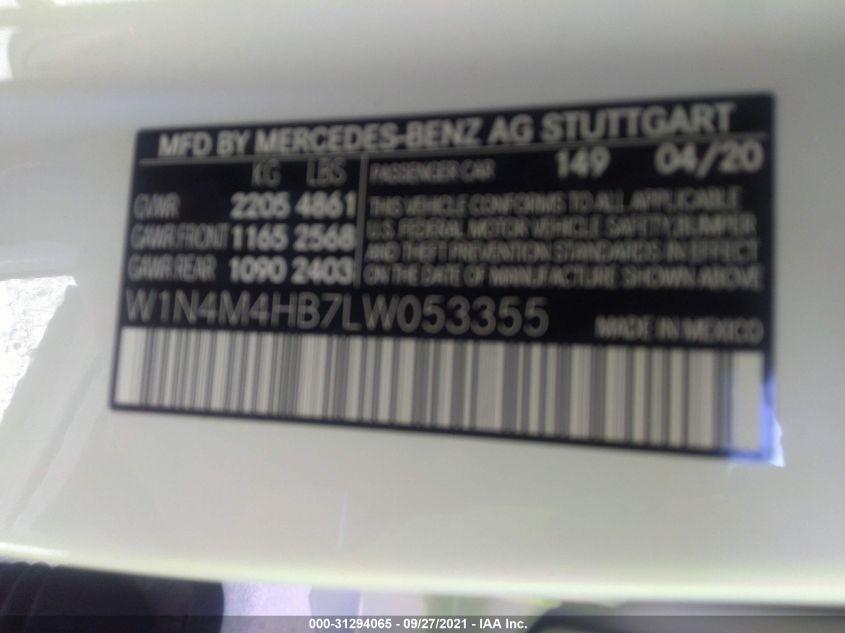 MFD BY MERCEDES-BENZ AG STUTTGART
KG LBS PASSENGER CAR 149 04/20
GVWR 2205 4861 THIS VEHICLE CONFORMS TO ALL APPLICABLE
GAWR FRONT 1165 2568 U.S. FEDERAL MOTOR VEHICLE SAFETY, BUMPER
AND THEFT PREVENTION STANDARDS IN EFFECT
GAWR REAR 1090 2403 ON THE DATE OF MANUFACTURE SHOWN ABOVE
W1N4M4HB7LW053355 MADE IN MEXICO
000-31294065 - 09/27/2021 - IAA Inc.